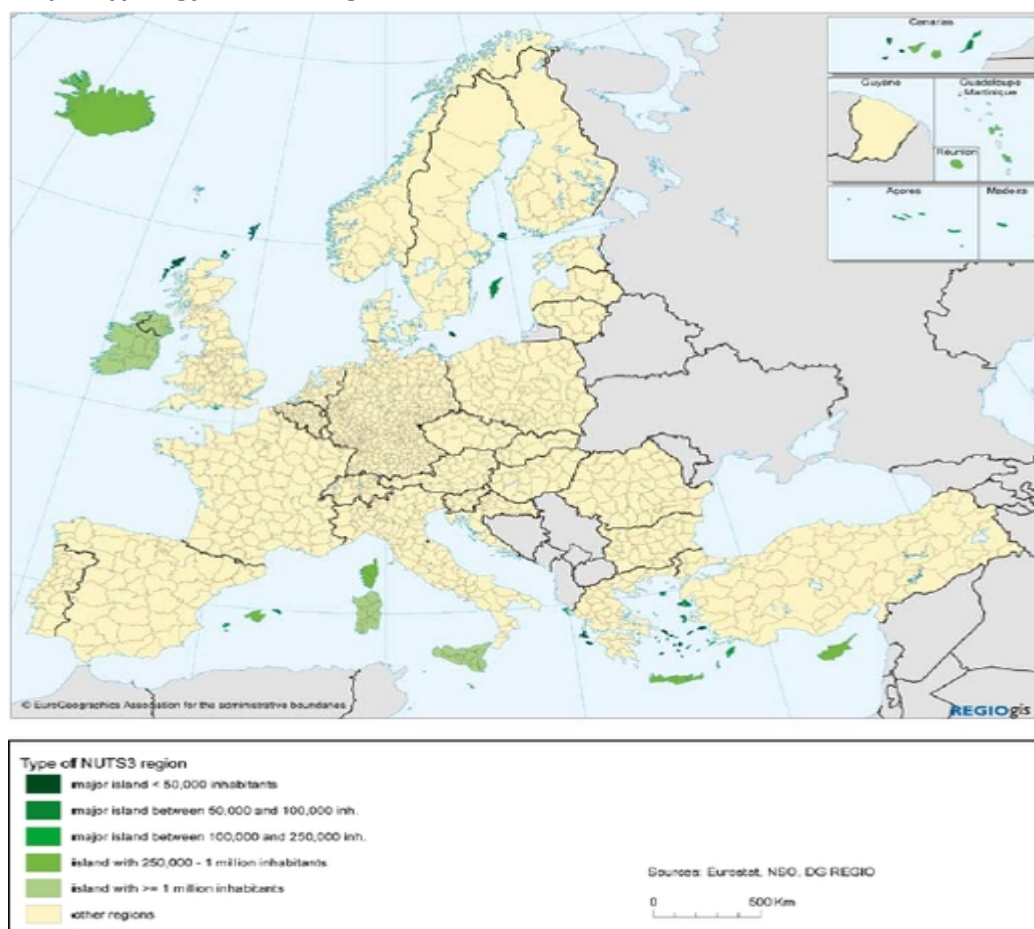 Canarias
Guyane
Guadeloupe
Martinique
Réunion
Açores
Madeira
© EuroGeographics Association for the administrative boundaries
REGIOgis
Type of NUTS3 region
major island < 50,000 inhabitants
major island between 50,000 and 100,000 inh.
major island between 100,000 and 250,000 inh.
island with 250,000 - 1 million inhabitants
island with >= 1 million inhabitants
other regions
Sources: Eurostat, NSO, DG REGIO
0 500 Km